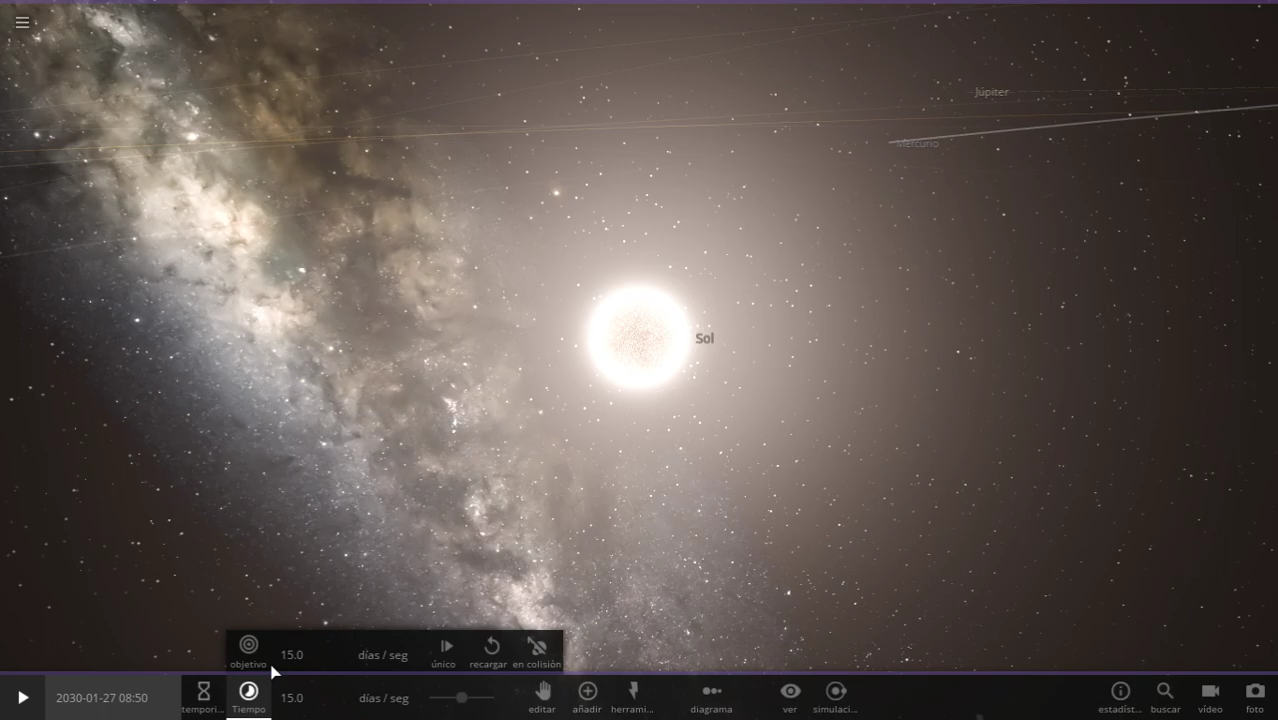 Júpiter
Mercurio
Sol
objetivo 15.0 días / seg único recargar en colisión
2030-01-27 08:50 tempori... Tiempo 15.0 días / seg editar añadir herrami... diagrama ver simulaci... estadíst... buscar vídeo foto